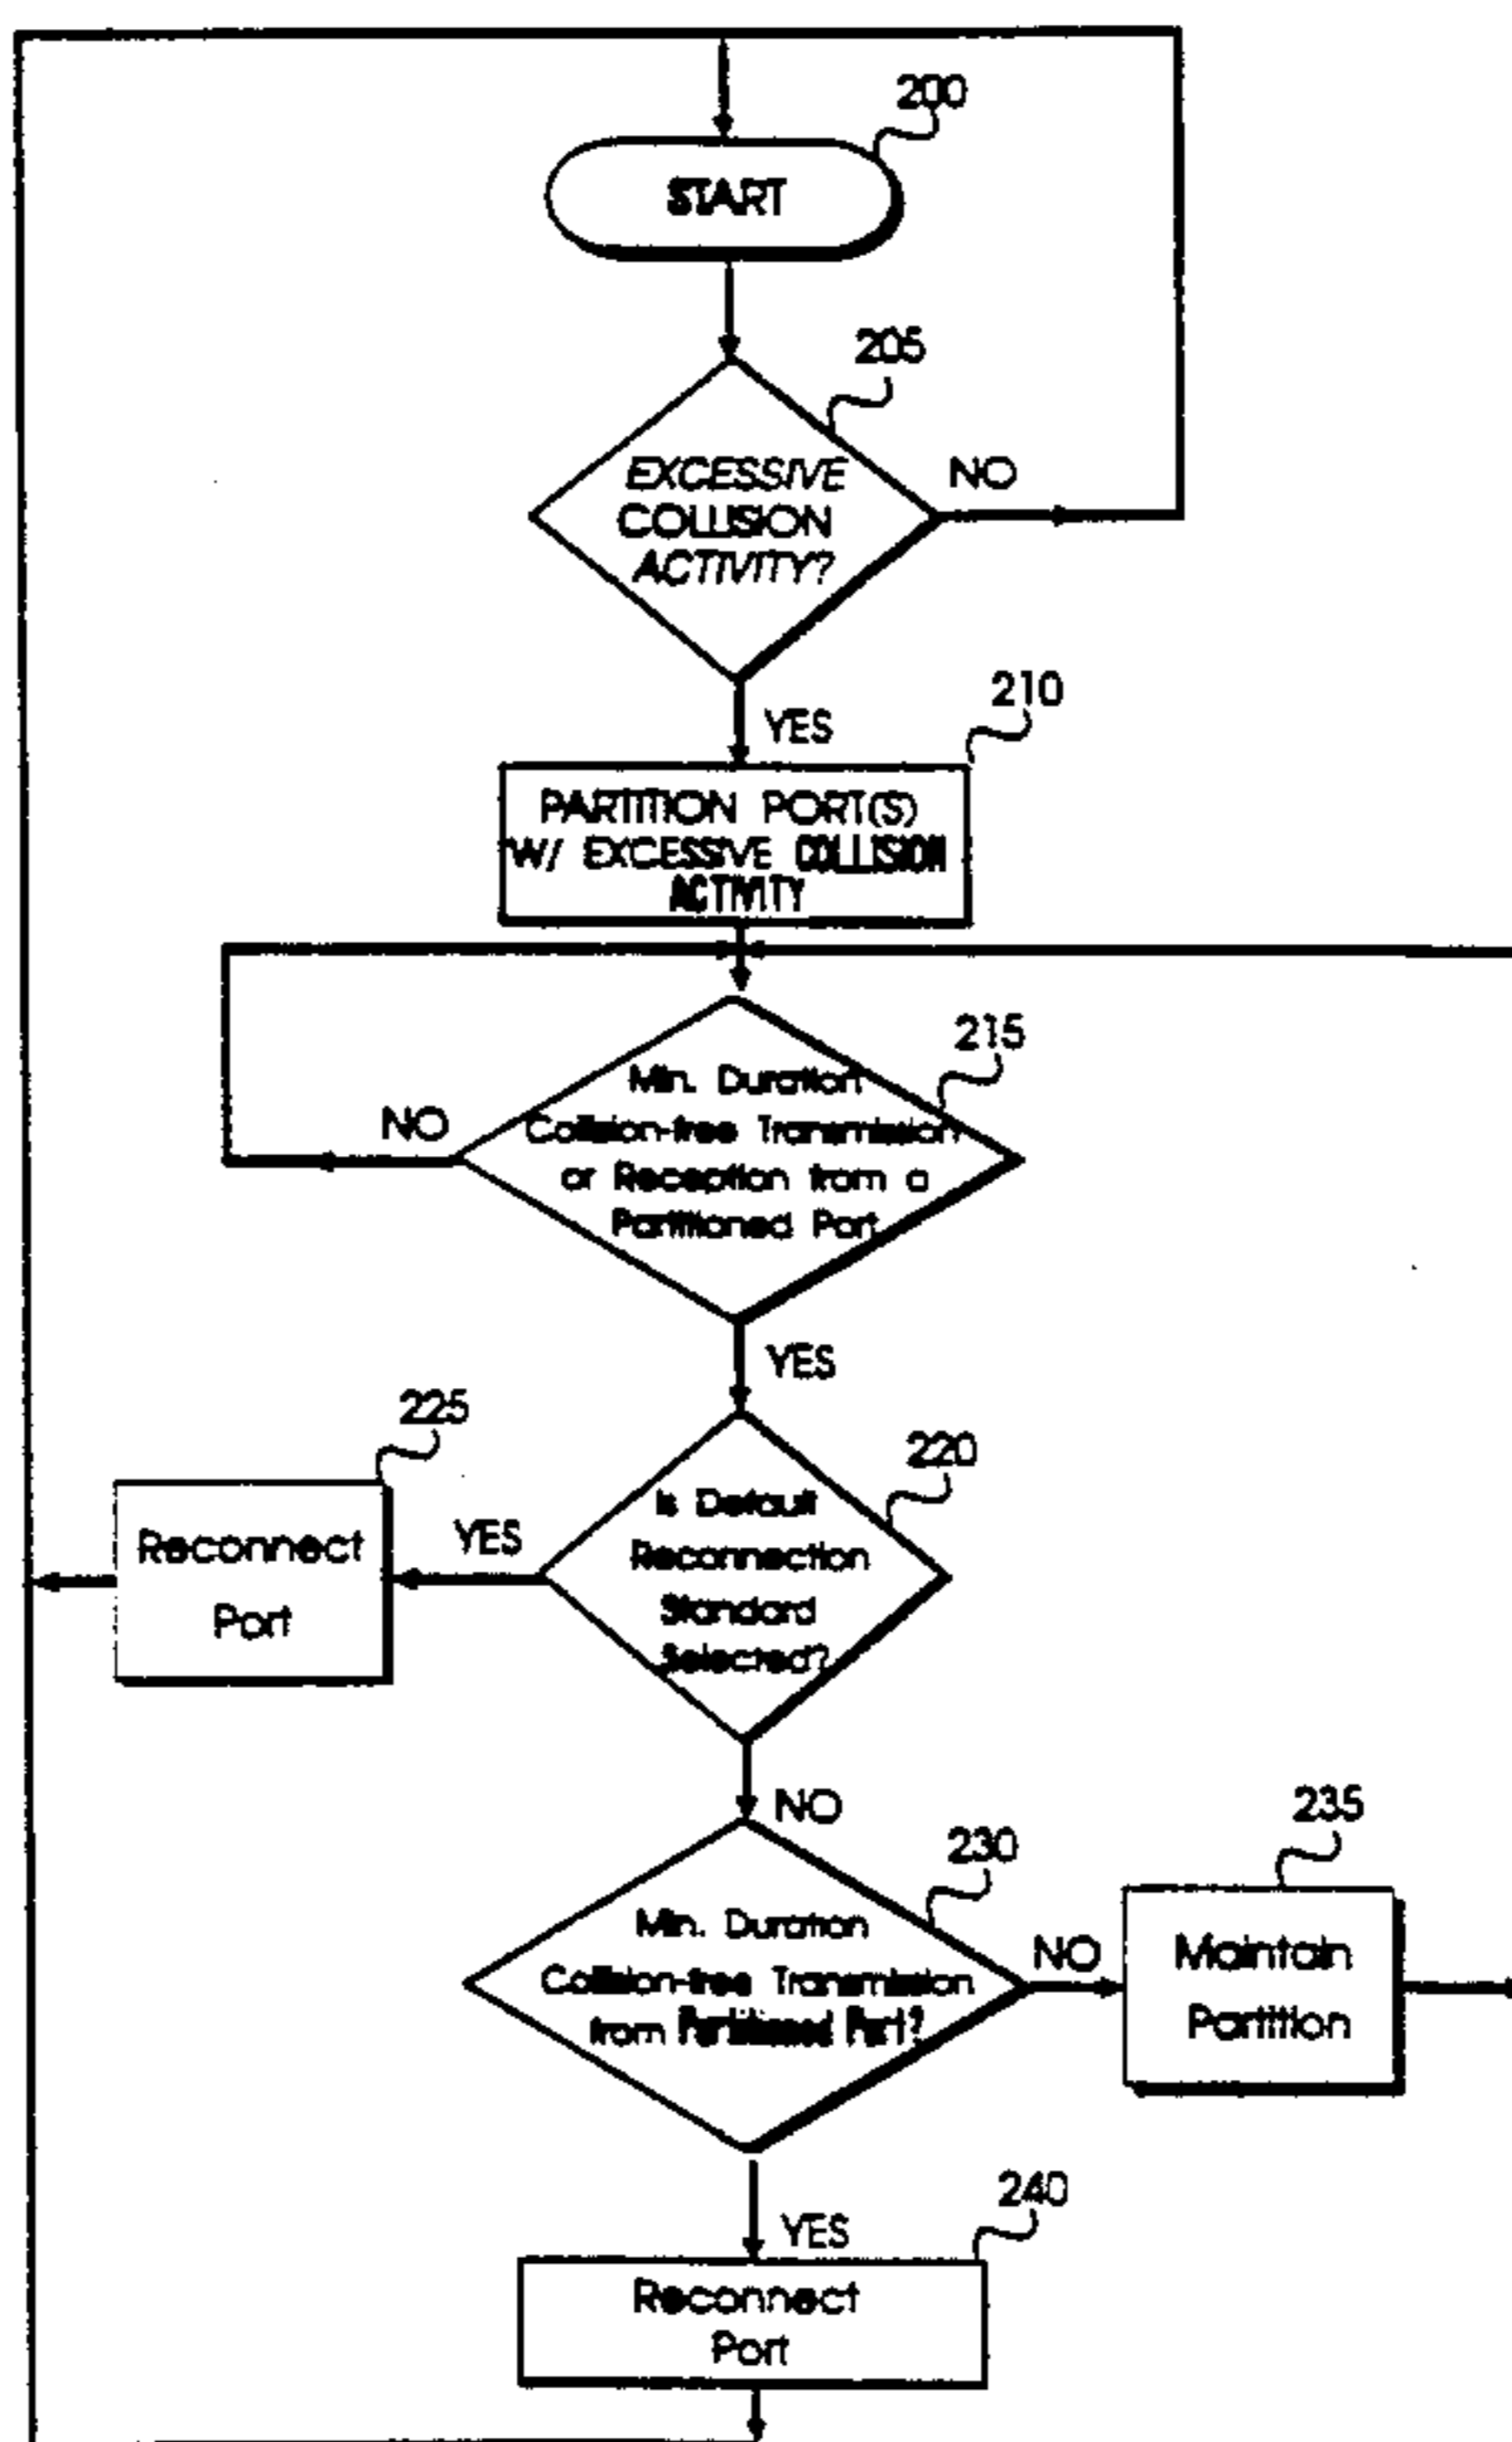 200
START
205
EXCESSIVE
COLLISION
ACTIVITY?
NO
210
YES
PARTITION PORT(S)
W/ EXCESSIVE COLLISION
ACTIVITY
215
Min. Duration
Collision-free Transmission
or Reception from a
Partitioned Port
NO
YES
225
220
Is Default
Reconnection
Standard
Selected?
YES
Reconnect
Port
NO
235
230
Min. Duration
Collision-free Transmission
from Partitioned Port?
NO
Maintain
Partition
240
YES
Reconnect
Port